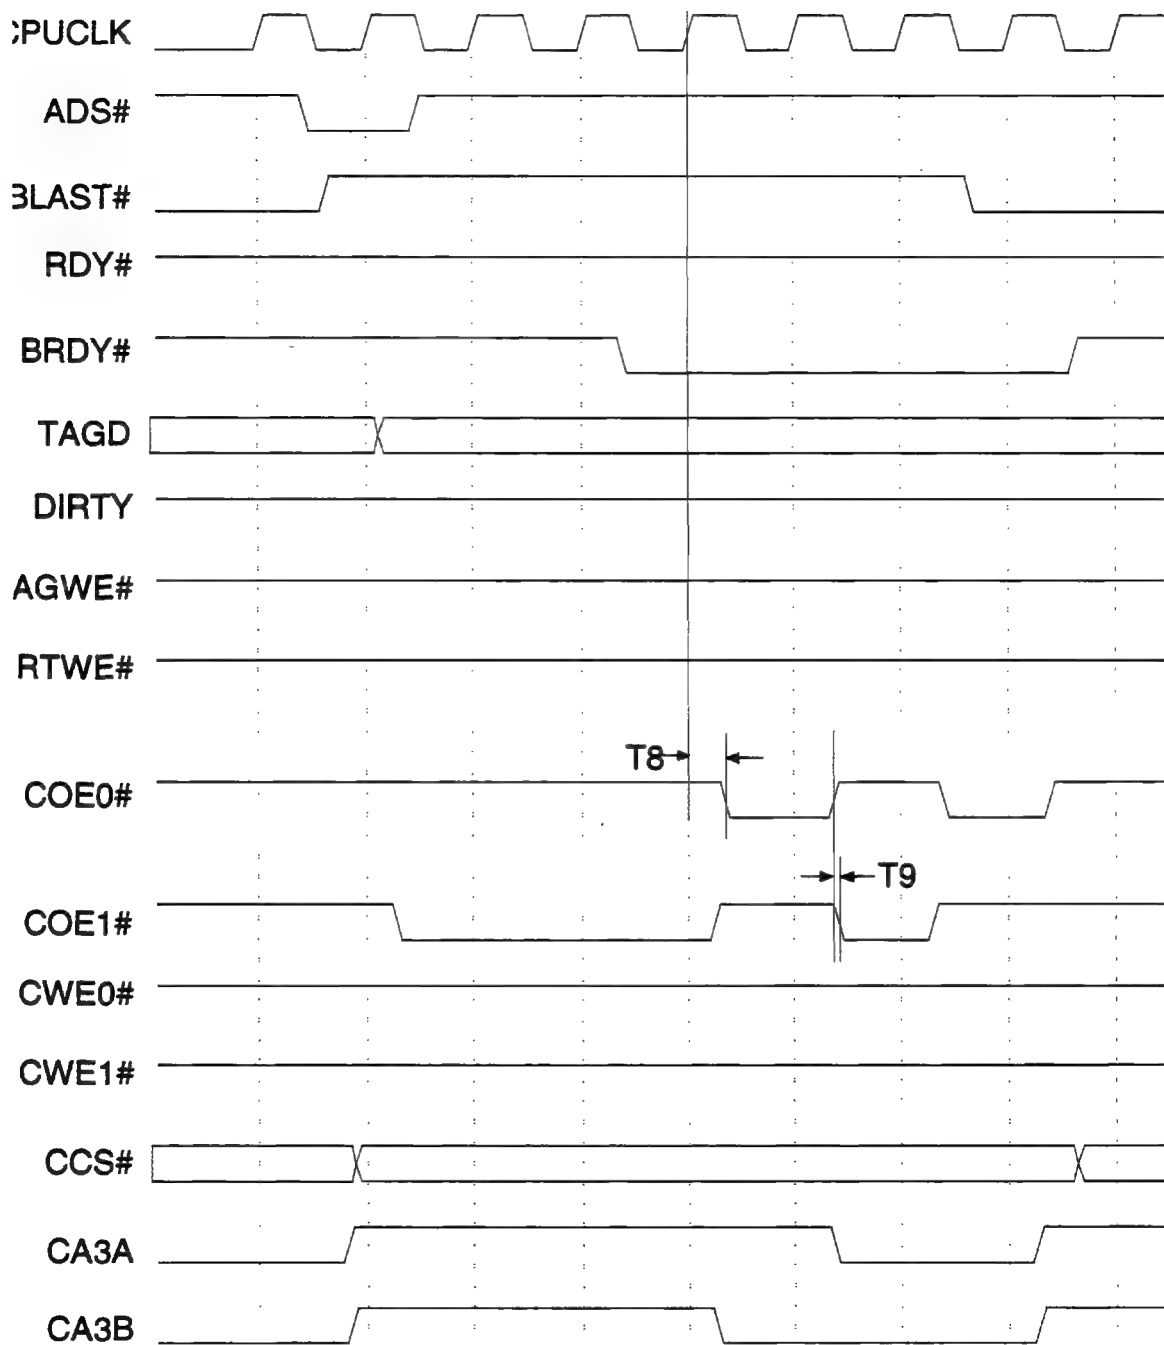 CPUCLK
ADS#
BLAST#
RDY#
BRDY#
TAGD
DIRTY
AGWE#
RTWE#
T8
COE0#
T9
COE1#
CWE0#
CWE1#
CCS#
CA3A
CA3B